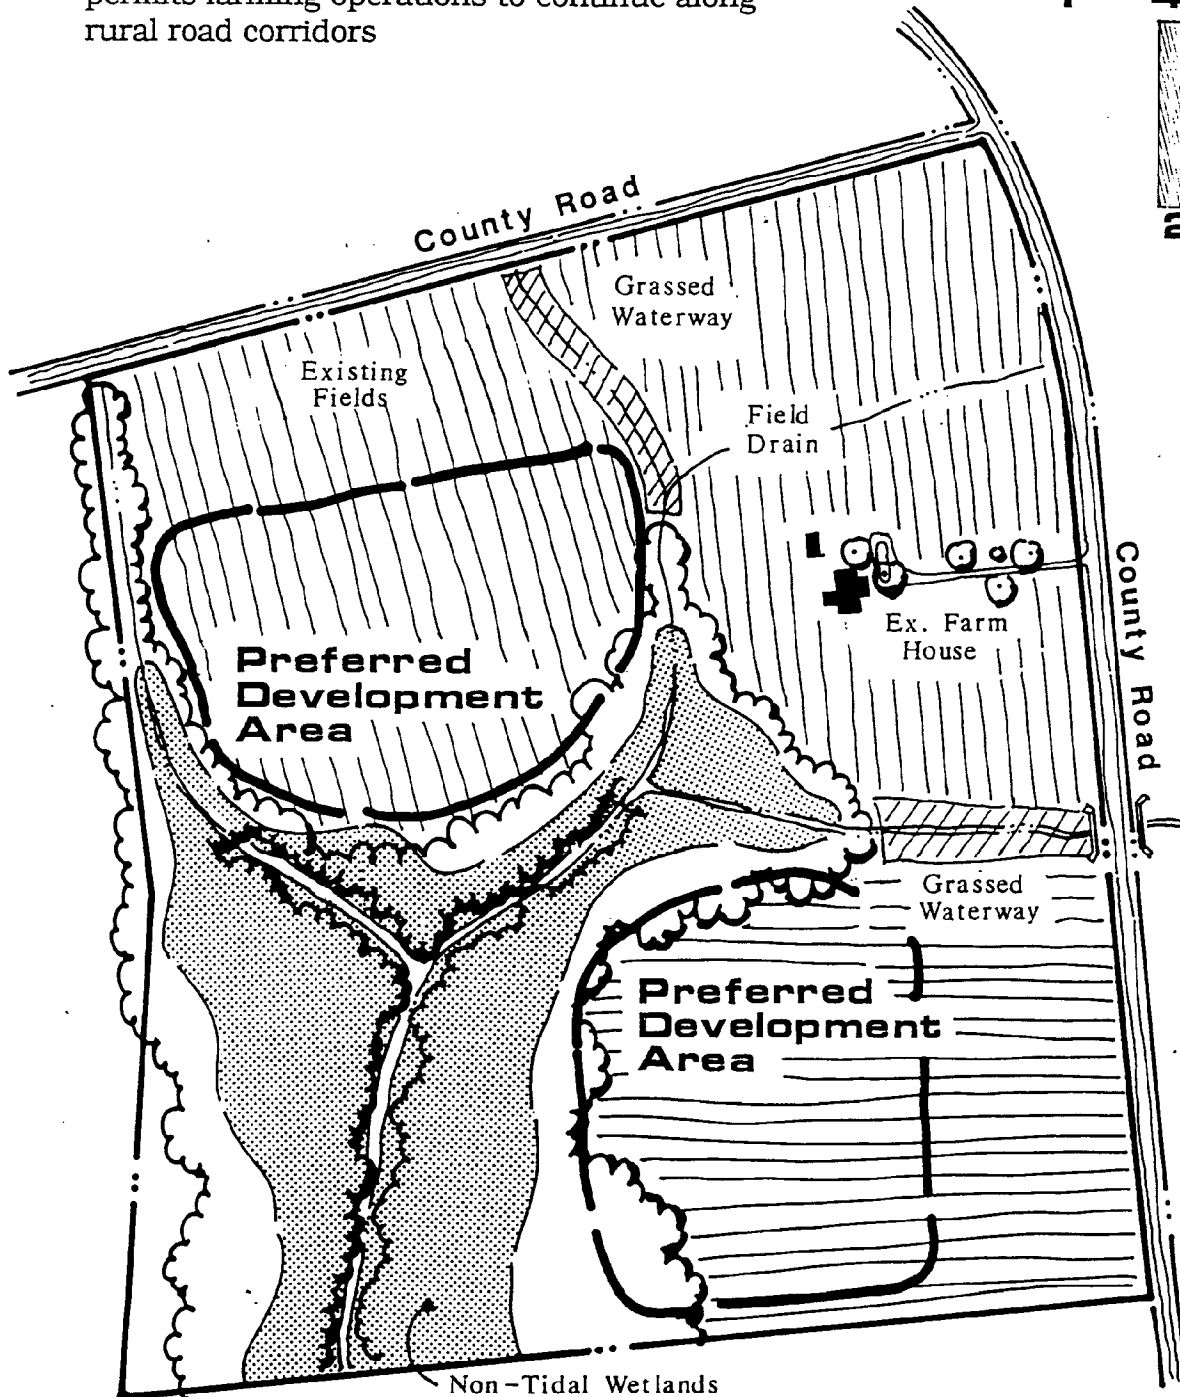 permits farming operations to continue along
rural road corridors
County Road
Grassed
Waterway
Existing
Fields
Field
Drain
County Road
Ex. Farm
House
Preferred
Development
Area
Grassed
Waterway
Preferred
Development
Area
Non-Tidal Wetlands